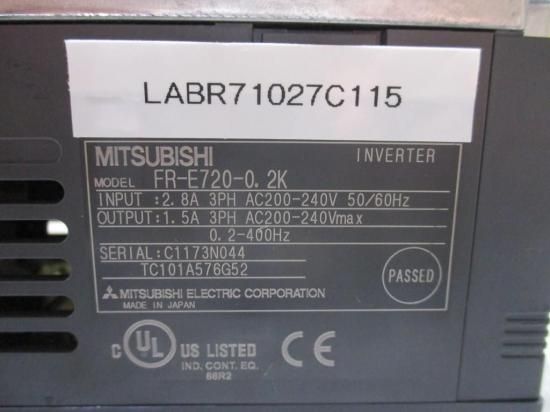 LABR71027C115
MITSUBISHI INVERTER
MODEL FR-E720-0.2K
INPUT :2.8A 3PH AC200-240V 50/60Hz
OUTPUT:1.5A 3PH AC200-240Vmax
0.2-400Hz
SERIAL:C1173N044
TC101A576G52
PASSED
MITSUBISHI ELECTRIC CORPORATION
MADE IN JAPAN
C UL US LISTED CE
IND. CONT. EQ.
66R2